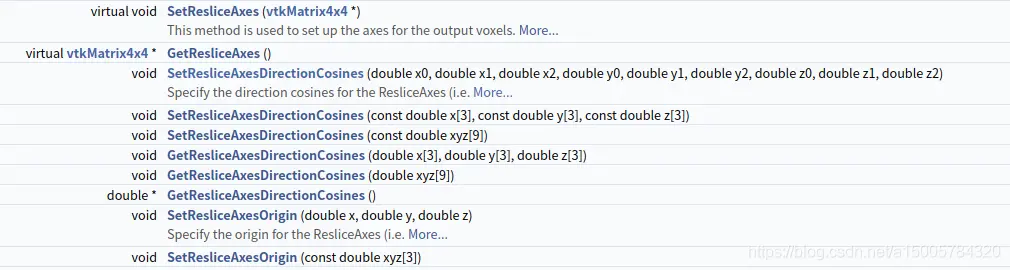 virtual void SetResliceAxes (vtkMatrix4x4 *)
This method is used to set up the axes for the output voxels. More...
virtual vtkMatrix4x4 * GetResliceAxes ()
void SetResliceAxesDirectionCosines (double x0, double x1, double x2, double y0, double y1, double y2, double z0, double z1, double z2)
Specify the direction cosines for the ResliceAxes (i.e. More...
void SetResliceAxesDirectionCosines (const double x[3], const double y[3], const double z[3])
void SetResliceAxesDirectionCosines (const double xyz[9])
void GetResliceAxesDirectionCosines (double x[3], double y[3], double z[3])
void GetResliceAxesDirectionCosines (double xyz[9])
double * GetResliceAxesDirectionCosines ()
void SetResliceAxesOrigin (double x, double y, double z)
Specify the origin for the ResliceAxes (i.e. More...
void SetResliceAxesOrigin (const double xyz[3])
https://blog.csdn.net/a15005784320